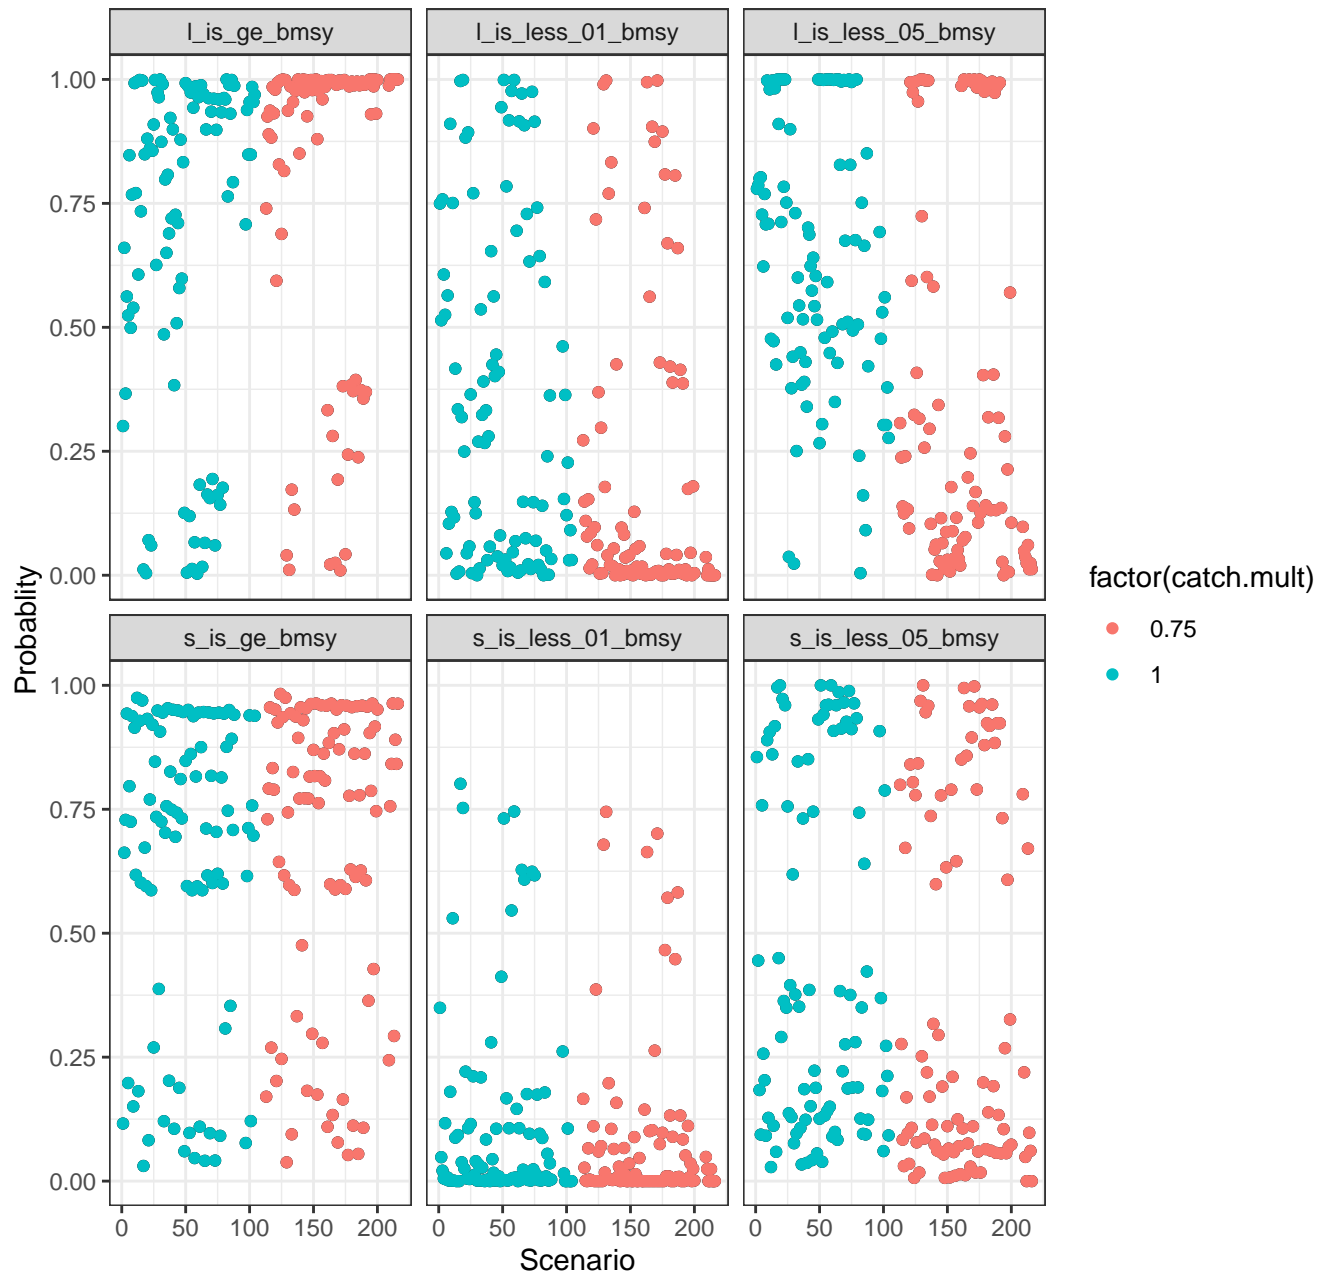 l_is_ge_bmsy
l_is_less_01_bmsy
l_is_less_05_bmsy
1.00
0.75
0.50
0.25
0.00
s_is_ge_bmsy
s_is_less_01_bmsy
s_is_less_05_bmsy
1.00
0.75
0.50
0.25
0.00
0 50 100 150 200
0 50 100 150 200
0 50 100 150 200
Scenario
Probablity
factor(catch.mult)
0.75
1